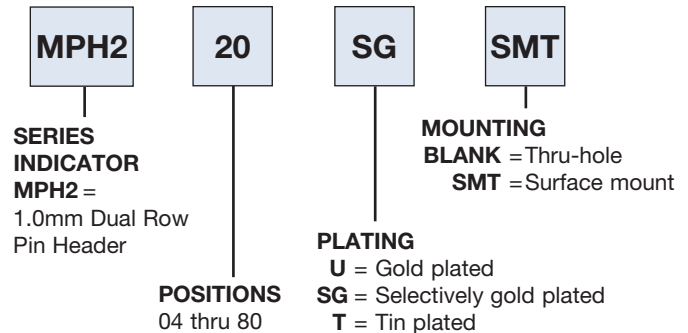 MPH2 20 SG SMT
SERIES
INDICATOR
MPH2 =
1.0mm Dual Row
Pin Header
POSITIONS
04 thru 80
PLATING
U = Gold plated
SG = Selectively gold plated
T = Tin plated
MOUNTING
BLANK = Thru-hole
SMT = Surface mount